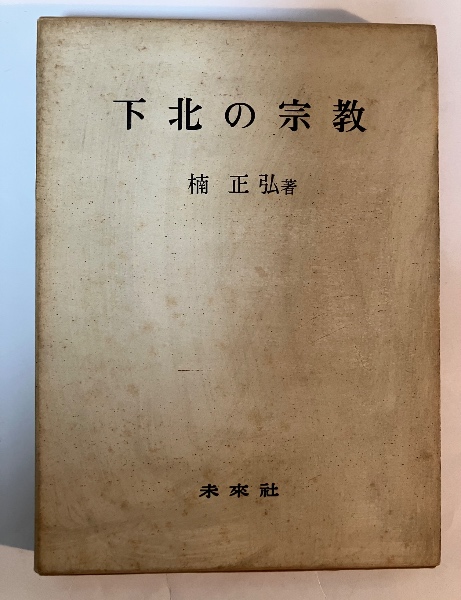 下北の宗教
楠 正弘著
未來社